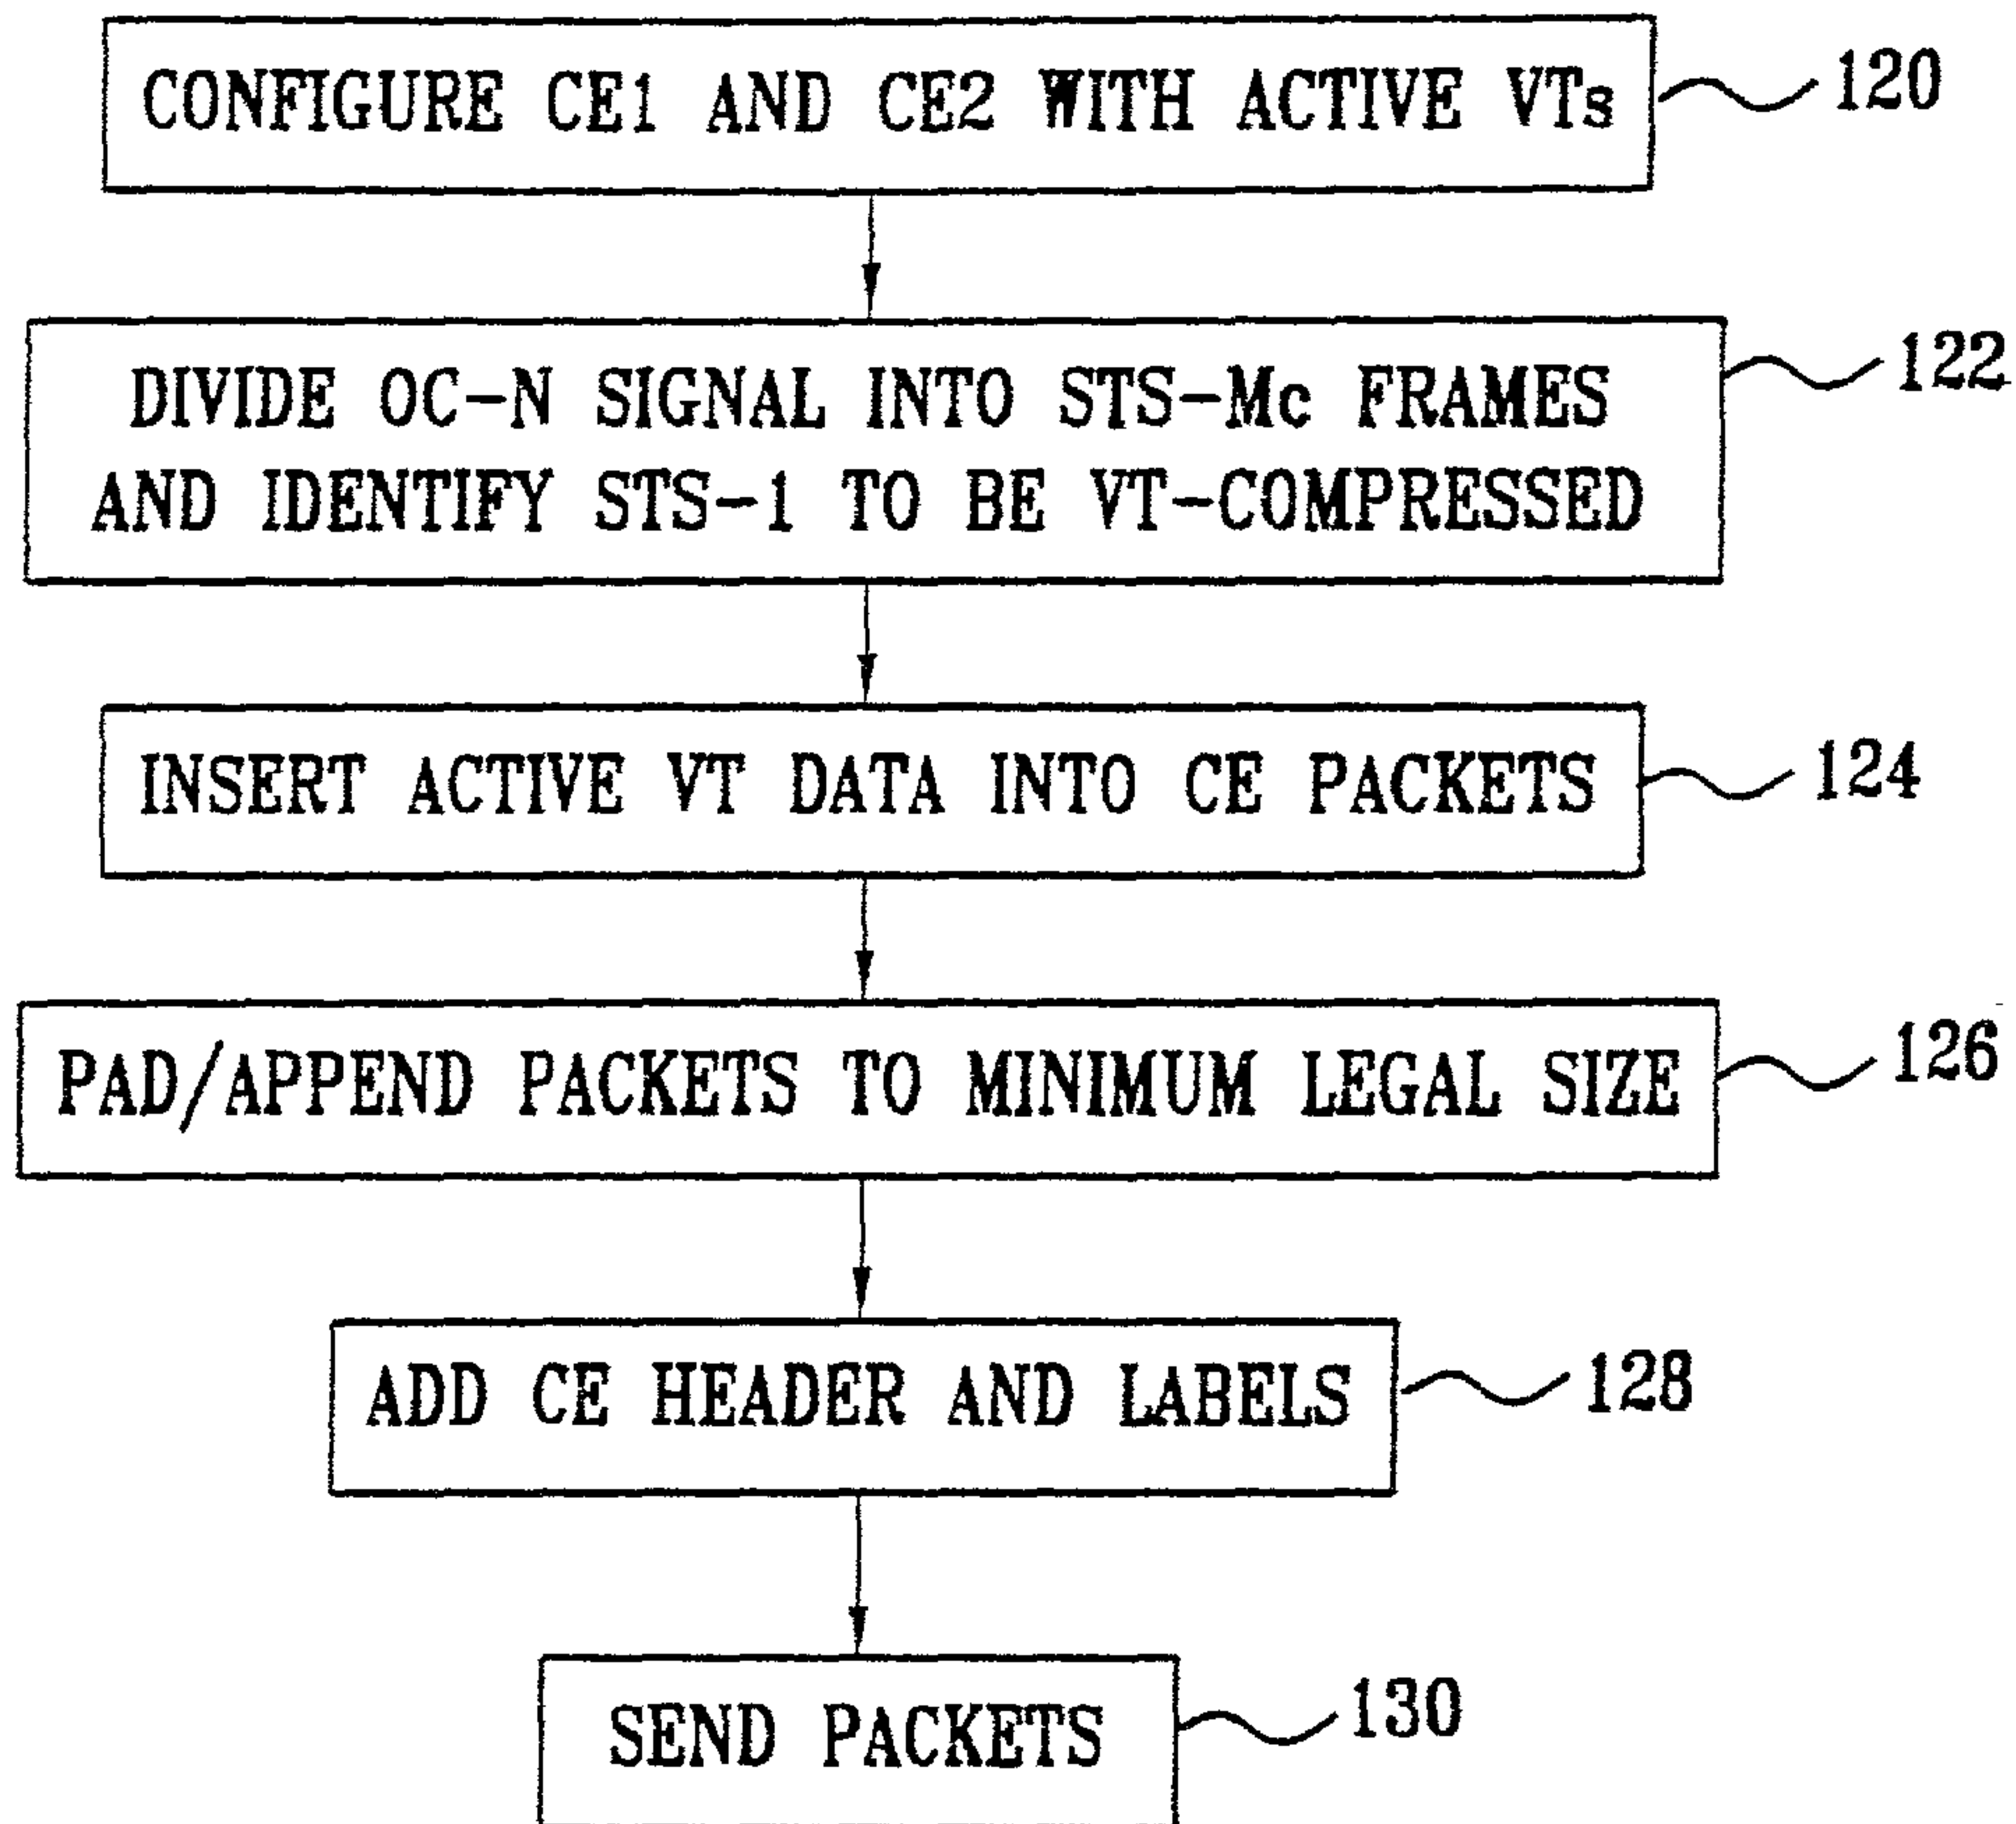 CONFIGURE CE1 AND CE2 WITH ACTIVE VTs
120
DIVIDE OC-N SIGNAL INTO STS-Mc FRAMES
AND IDENTIFY STS-1 TO BE VT-COMPRESSED
122
INSERT ACTIVE VT DATA INTO CE PACKETS
124
PAD/APPEND PACKETS TO MINIMUM LEGAL SIZE
126
ADD CE HEADER AND LABELS
128
SEND PACKETS
130